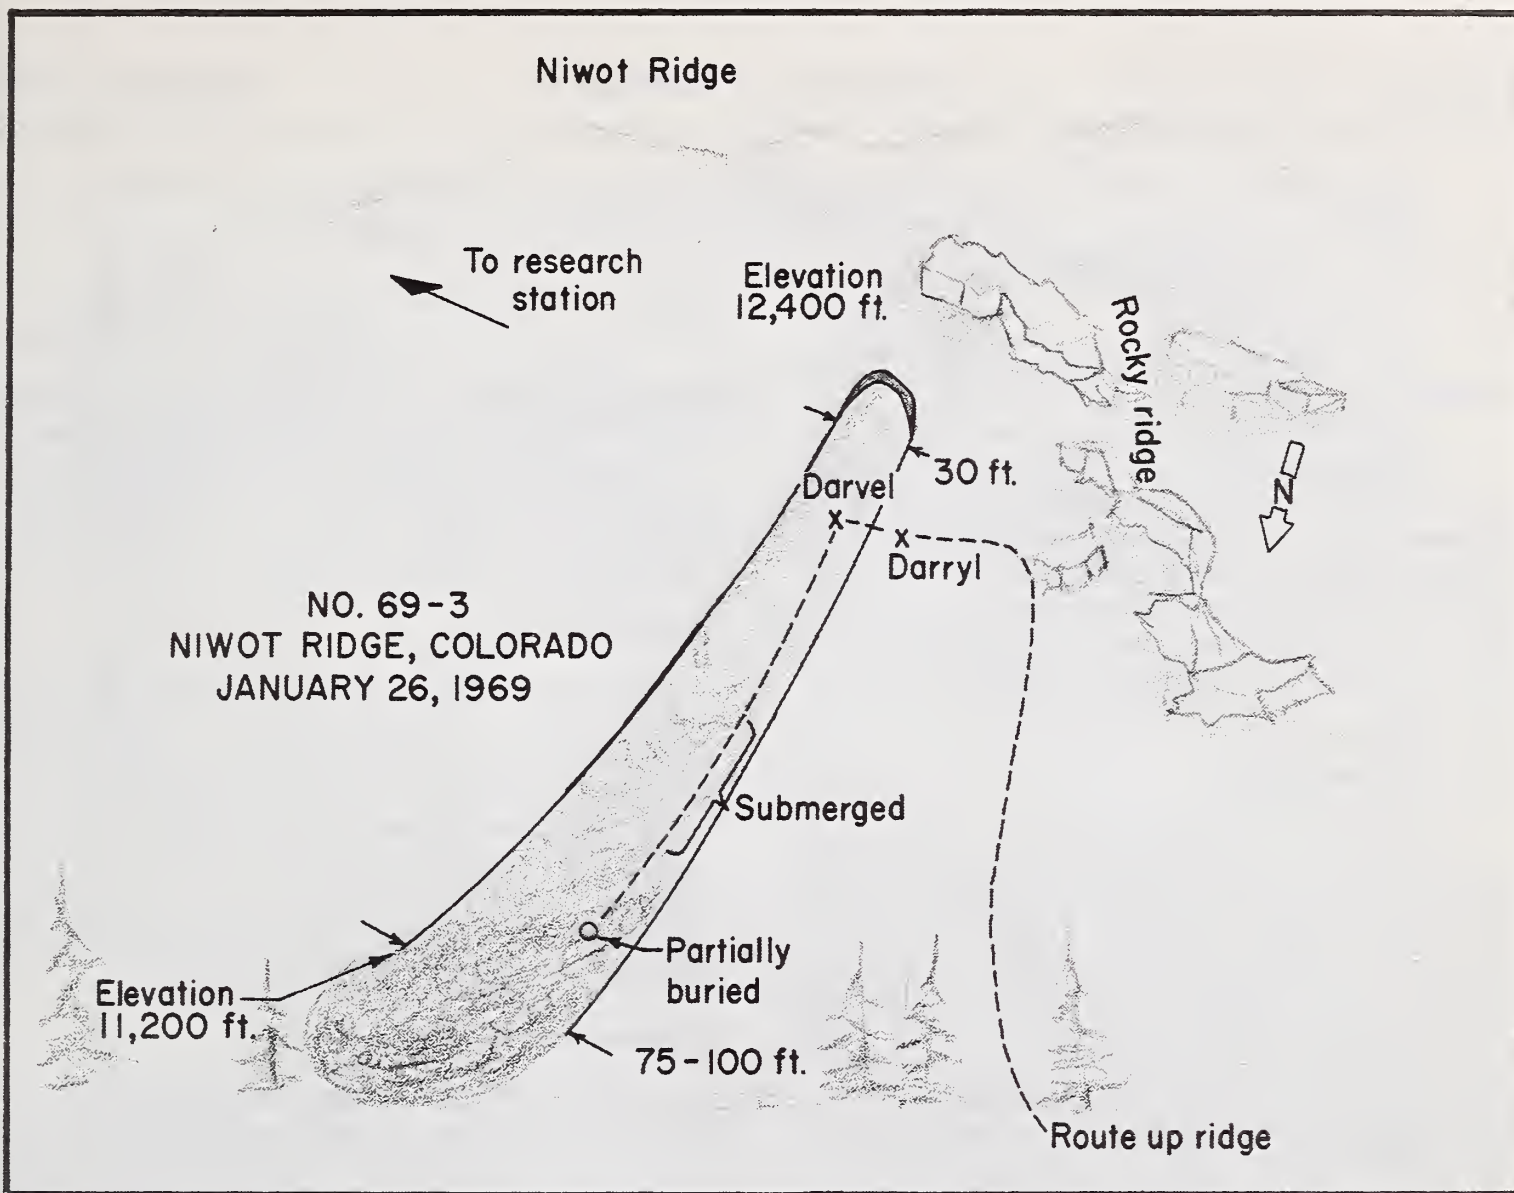 Niwot Ridge
To research
station
Elevation
12,400 ft.
Rocky ridge
30 ft.
N
Darvel
x
x
Darryl
NO. 69-3
NIWOT RIDGE, COLORADO
JANUARY 26, 1969
Submerged
Partially
buried
Elevation
11,200 ft.
75-100 ft.
Route up ridge